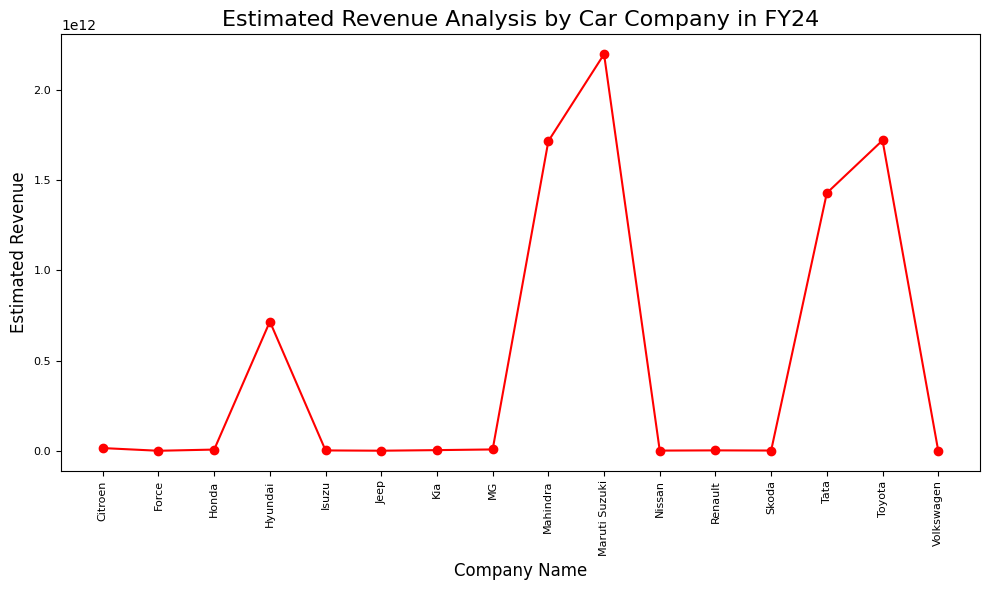 Estimated Revenue Analysis by Car Company in FY24
1e12
Estimated Revenue
2.0
1.5
1.0
0.5
0.0
Citroen
Force
Honda
Hyundai
Isuzu
Jeep
Kia
MG
Mahindra
Maruti Suzuki
Nissan
Renault
Skoda
Tata
Toyota
Volkswagen
Company Name